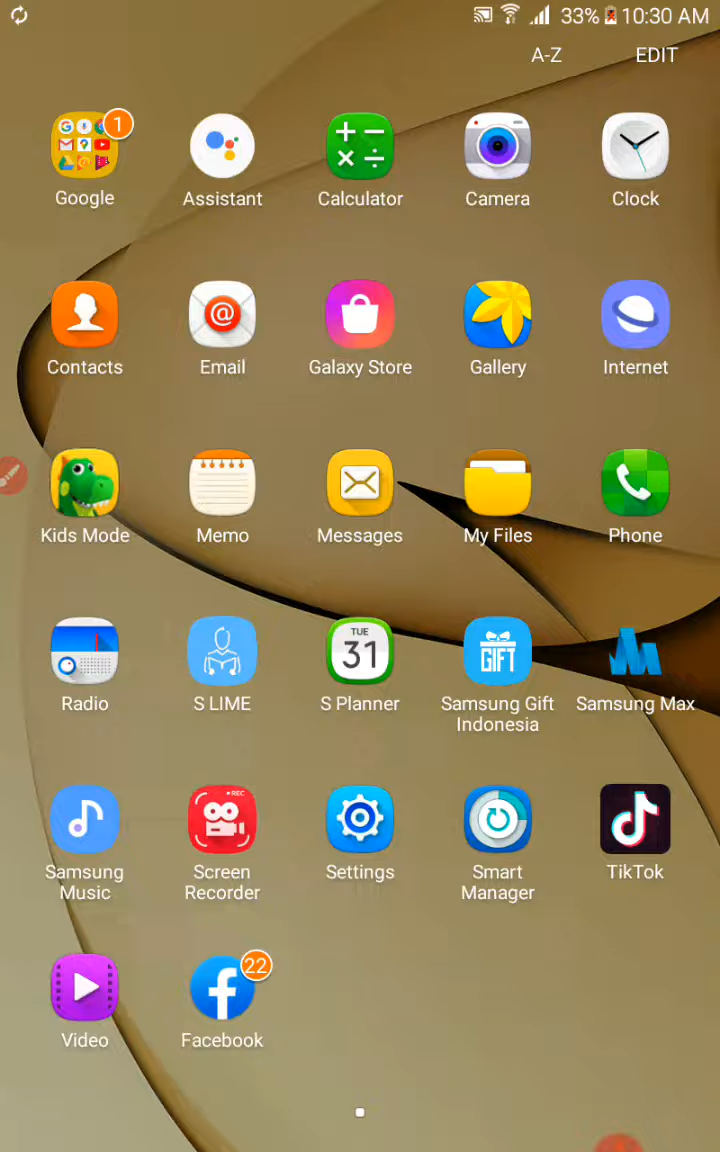 33% 10:30 AM
A-Z EDIT
1
Google Assistant Calculator Camera Clock
@
Contacts Email Galaxy Store Gallery Internet
Kids Mode Memo Messages My Files Phone
TUE
31
GIFT
Radio S LIME S Planner Samsung Gift Indonesia Samsung Max
REC
Samsung Music Screen Recorder Settings Smart Manager TikTok
22
Video Facebook